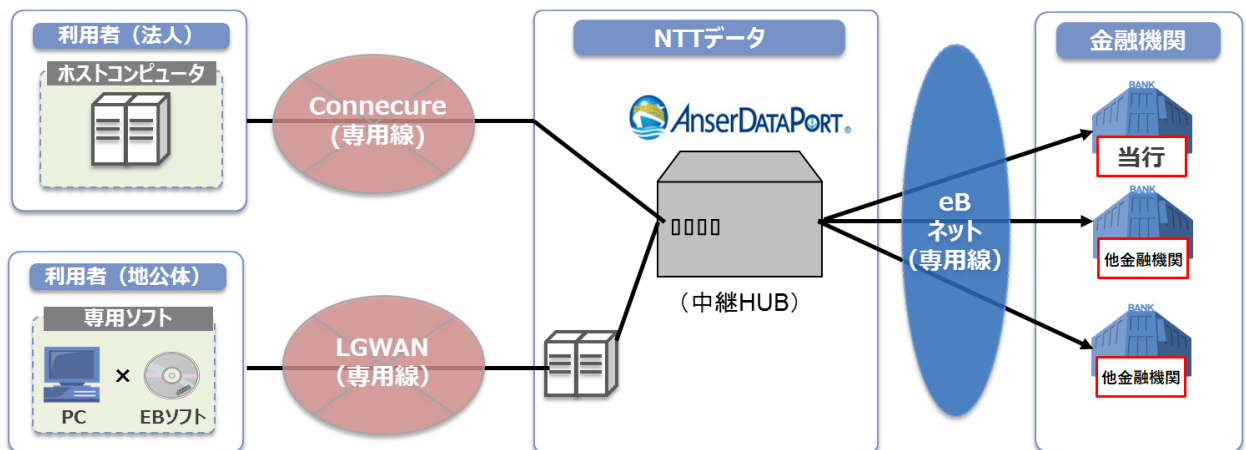 利用者（法人）
ホストコンピュータ
Connecure
(専用線)
利用者（地公体）
専用ソフト
×
PC
EBソフト
LGWAN
(専用線)
NTTデータ
AnserDATAPORT®
（中継HUB）
eB
ネット
(専用線)
金融機関
BANK
当行
BANK
他金融機関
BANK
他金融機関